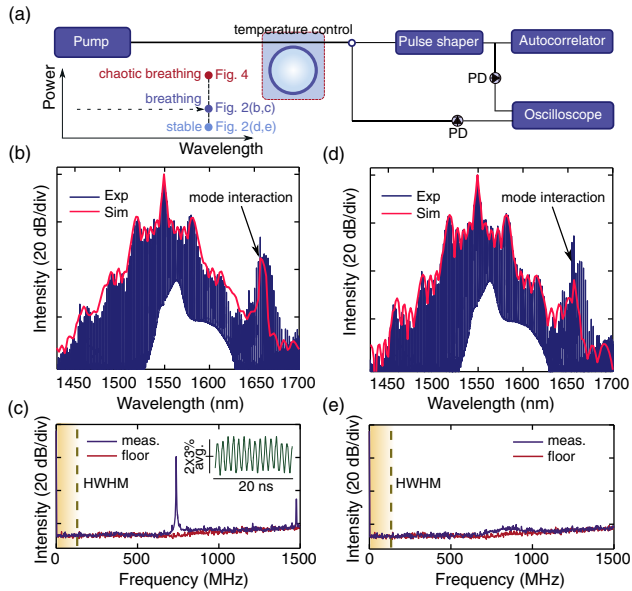 (a)
temperature control
Pump
Pulse shaper
Autocorrelator
PD
Oscilloscope
PD
Power
chaotic breathing
Fig. 4
breathing
Fig. 2(b,c)
stable
Fig. 2(d,e)
Wavelength
(b)
Exp
Sim
mode interaction
Intensity (20 dB/div)
1450 1500 1550 1600 1650 1700
Wavelength (nm)
(d)
Exp
Sim
mode interaction
Intensity (20 dB/div)
1450 1500 1550 1600 1650 1700
Wavelength (nm)
(c)
meas.
floor
HWHM
2×3%
avg.
20 ns
Intensity (20 dB/div)
0 500 1000 1500
Frequency (MHz)
(e)
meas.
floor
HWHM
Intensity (20 dB/div)
0 500 1000 1500
Frequency (MHz)